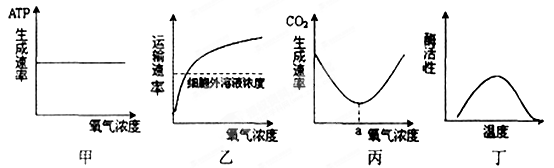 ATP
生成速率
氧气浓度
甲
运输速率
细胞外溶液浓度
氧气浓度
乙
CO₂
生成速率
a
氧气浓度
丙
酶活性
温度
丁